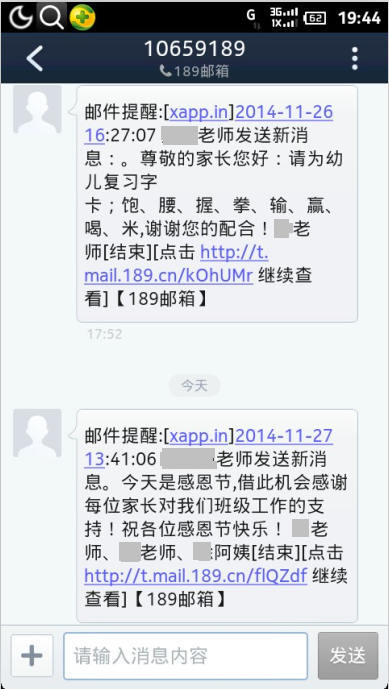 G 3G 1X 62 19:44
10659189
189邮箱
邮件提醒:[xapp.in]2014-11-26
16:27:07 老师发送新消
息：。尊敬的家长您好：请为幼
儿复习字
卡；饱、腰、握、拳、输、赢、
喝、米,谢谢您的配合！ 老
师[结束][点击 http://t.
mail.189.cn/kOhUMr 继续查
看]【189邮箱】
17:52
今天
邮件提醒:[xapp.in]2014-11-27
13:41:06 老师发送新消
息。今天是感恩节,借此机会感谢
每位家长对我们班级工作的支
持！祝各位感恩节快乐！ 老
师、 老师、 阿姨[结束][点击
http://t.mail.189.cn/flQZdf 继续
查看]【189邮箱】
请输入消息内容
发送